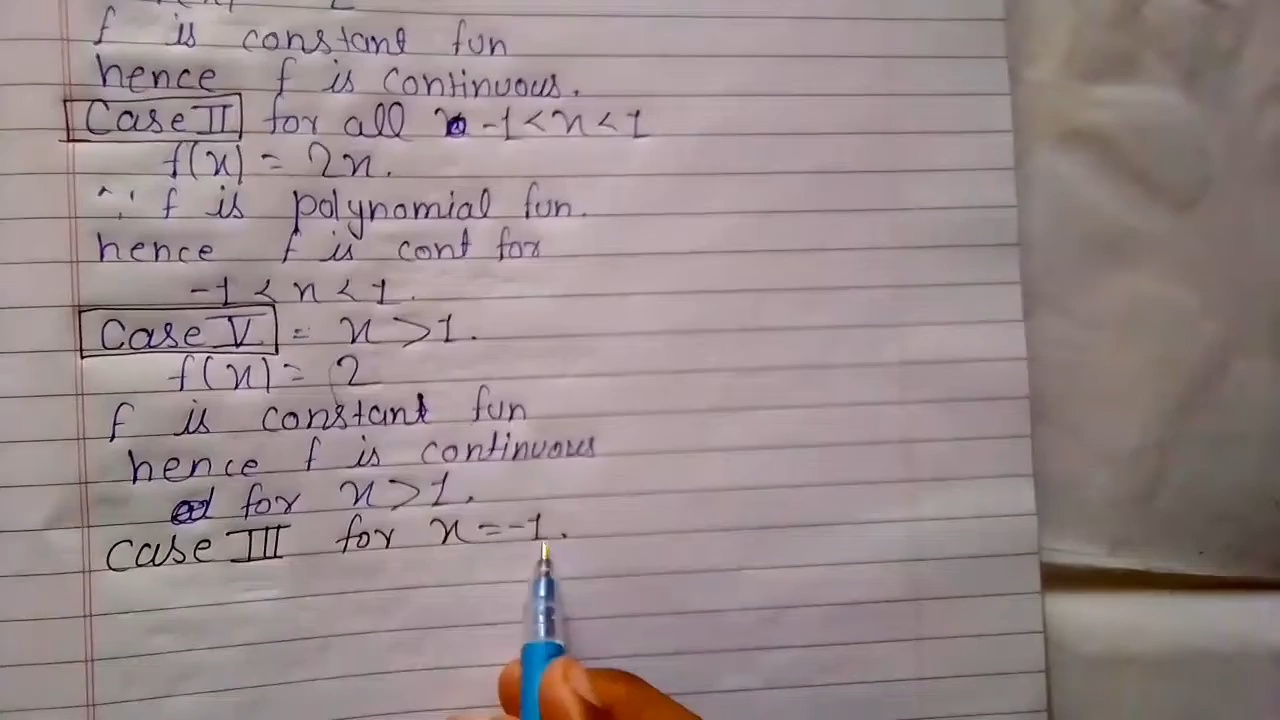 f is constant fun
hence f is continuous.
Case II for all -1 < x < 1
f(x) = 2x.
∵ f is polynomial fun.
hence f is cont for
-1 < x < 1.
Case V = x > 1.
f(x) = 2
f is constant fun
hence f is continuous
for x > 1.
Case III for x = -1.